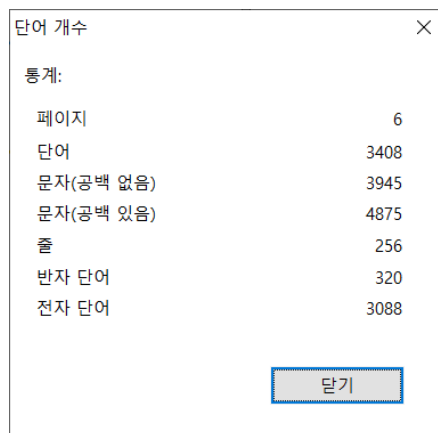 단어 개수
통계:
페이지 6
단어 3408
문자(공백 없음) 3945
문자(공백 있음) 4875
줄 256
반자 단어 320
전자 단어 3088
닫기